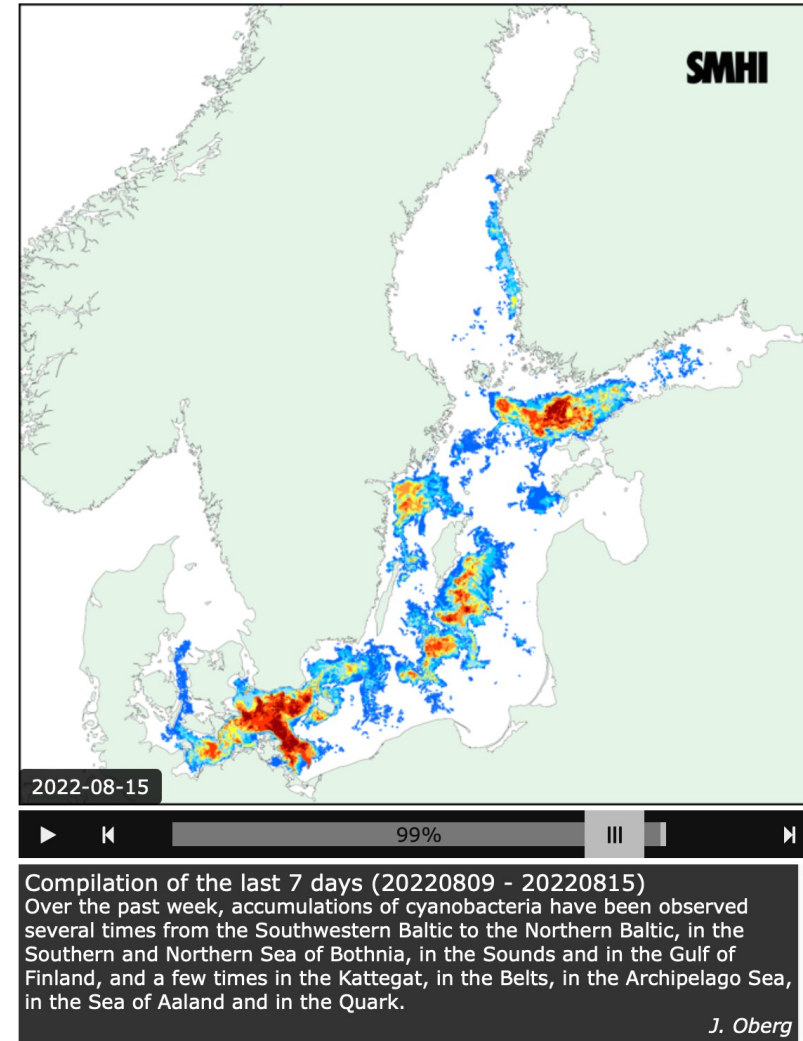 SMHI
2022-08-15
99%
Compilation of the last 7 days (20220809 - 20220815)
Over the past week, accumulations of cyanobacteria have been observed
several times from the Southwestern Baltic to the Northern Baltic, in the
Southern and Northern Sea of Bothnia, in the Sounds and in the Gulf of
Finland, and a few times in the Kattegat, in the Belts, in the Archipelago Sea,
in the Sea of Aaland and in the Quark.
J. Oberg